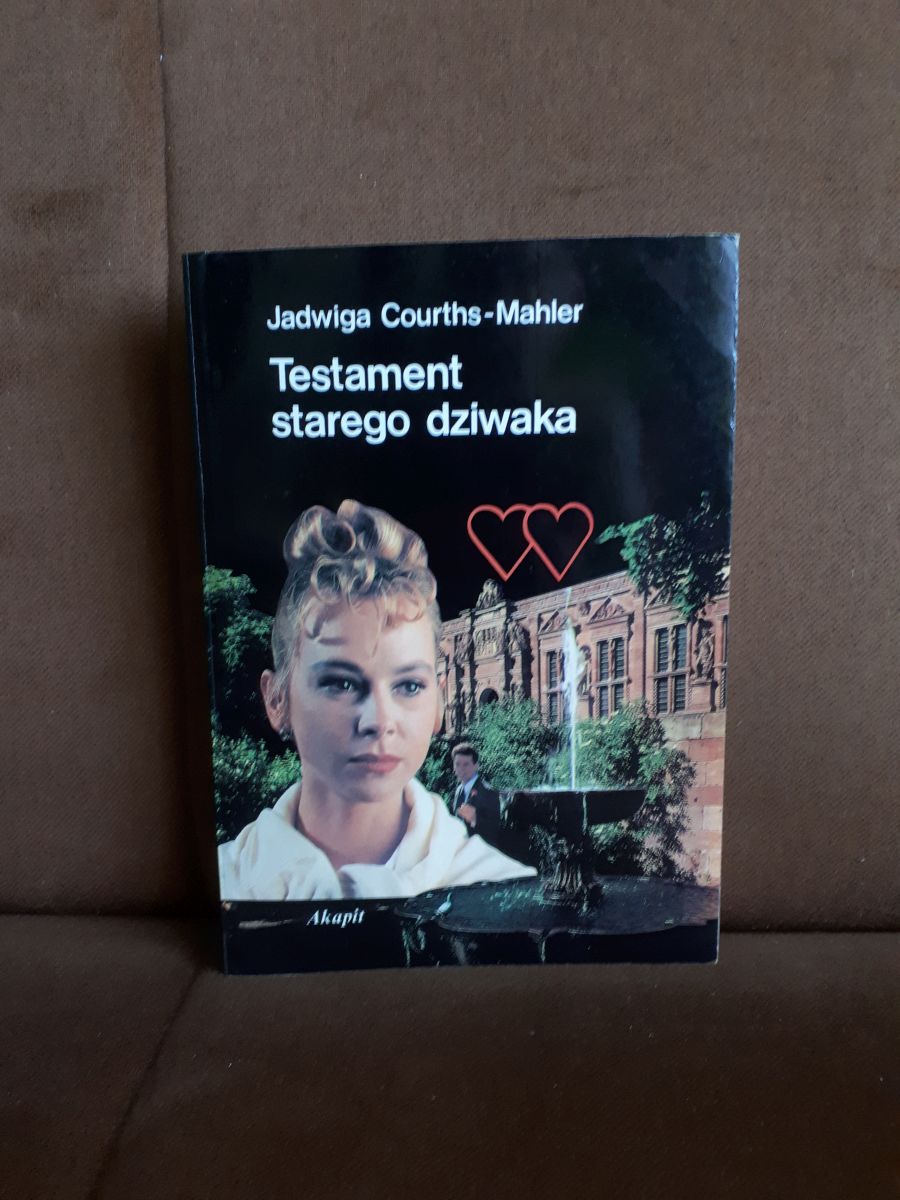 Jadwiga Courths-Mahler
Testament
starego dziwaka
Akapit